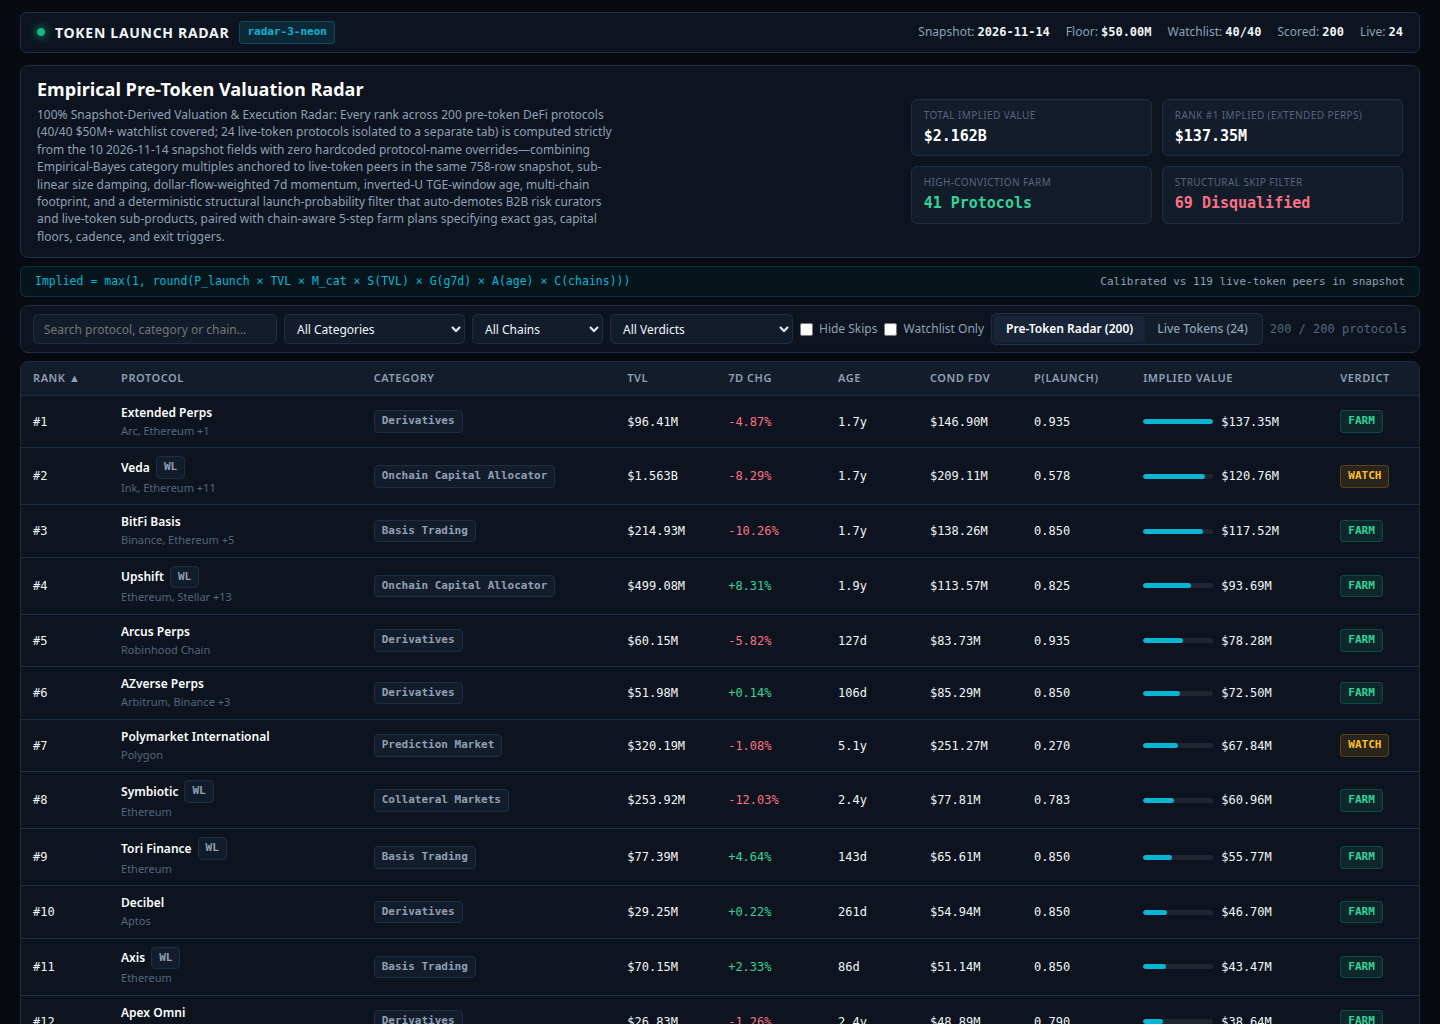 TOKEN LAUNCH RADAR radar-3-neon Snapshot: 2026-11-14 Floor: $50.00M Watchlist: 40/40 Scored: 200 Live: 24
Empirical Pre-Token Valuation Radar
100% Snapshot-Derived Valuation & Execution Radar: Every rank across 200 pre-token DeFi protocols
(40/40 $50M+ watchlist covered; 24 live-token protocols isolated to a separate tab) is computed strictly
from the 10 2026-11-14 snapshot fields with zero hardcoded protocol-name overrides—combining
Empirical-Bayes category multiples anchored to live-token peers in the same 758-row snapshot, sub-
linear size damping, dollar-flow-weighted 7d momentum, inverted-U TGE-window age, multi-chain
footprint, and a deterministic structural launch-probability filter that auto-demotes B2B risk curators
and live-token sub-products, paired with chain-aware 5-step farm plans specifying exact gas, capital
floors, cadence, and exit triggers.
TOTAL IMPLIED VALUE
$2.162B
RANK #1 IMPLIED (EXTENDED PERPS)
$137.35M
HIGH-CONVICTION FARM
41 Protocols
STRUCTURAL SKIP FILTER
69 Disqualified
Implied = max(1, round(P_launch × TVL × M_cat × S(TVL) × G(g7d) × A(age) × C(chains))) Calibrated vs 119 live-token peers in snapshot
Search protocol, category or chain... All Categories All Chains All Verdicts Hide Skips Watchlist Only Pre-Token Radar (200) Live Tokens (24) 200 / 200 protocols
RANK ▲ PROTOCOL CATEGORY TVL 7D CHG AGE COND FDV P(LAUNCH) IMPLIED VALUE VERDICT
#1 Extended Perps Derivatives $96.41M -4.87% 1.7y $146.90M 0.935 $137.35M FARM
Arc, Ethereum +1
#2 Veda WL Onchain Capital Allocator $1.563B -8.29% 1.7y $209.11M 0.578 $120.76M WATCH
Ink, Ethereum +11
#3 BitFi Basis Basis Trading $214.93M -10.26% 1.7y $138.26M 0.850 $117.52M FARM
Binance, Ethereum +5
#4 Upshift WL Onchain Capital Allocator $499.08M +8.31% 1.9y $113.57M 0.825 $93.69M FARM
Ethereum, Stellar +13
#5 Arcus Perps Derivatives $60.15M -5.82% 127d $83.73M 0.935 $78.28M FARM
Robinhood Chain
#6 AZverse Perps Derivatives $51.98M +0.14% 106d $85.29M 0.850 $72.50M FARM
Arbitrum, Binance +3
#7 Polymarket International Prediction Market $320.19M -1.08% 5.1y $251.27M 0.270 $67.84M WATCH
Polygon
#8 Symbiotic WL Collateral Markets $253.92M -12.03% 2.4y $77.81M 0.783 $60.96M FARM
Ethereum
#9 Tori Finance WL Basis Trading $77.39M +4.64% 143d $65.61M 0.850 $55.77M FARM
Ethereum
#10 Decibel Derivatives $29.25M +0.22% 261d $54.94M 0.850 $46.70M FARM
Aptos
#11 Axis WL Basis Trading $70.15M +2.33% 86d $51.14M 0.850 $43.47M FARM
Ethereum
#12 Apex Omni Derivatives $26.83M -1.26% 2.4y $48.89M 0.790 $38.64M FARM